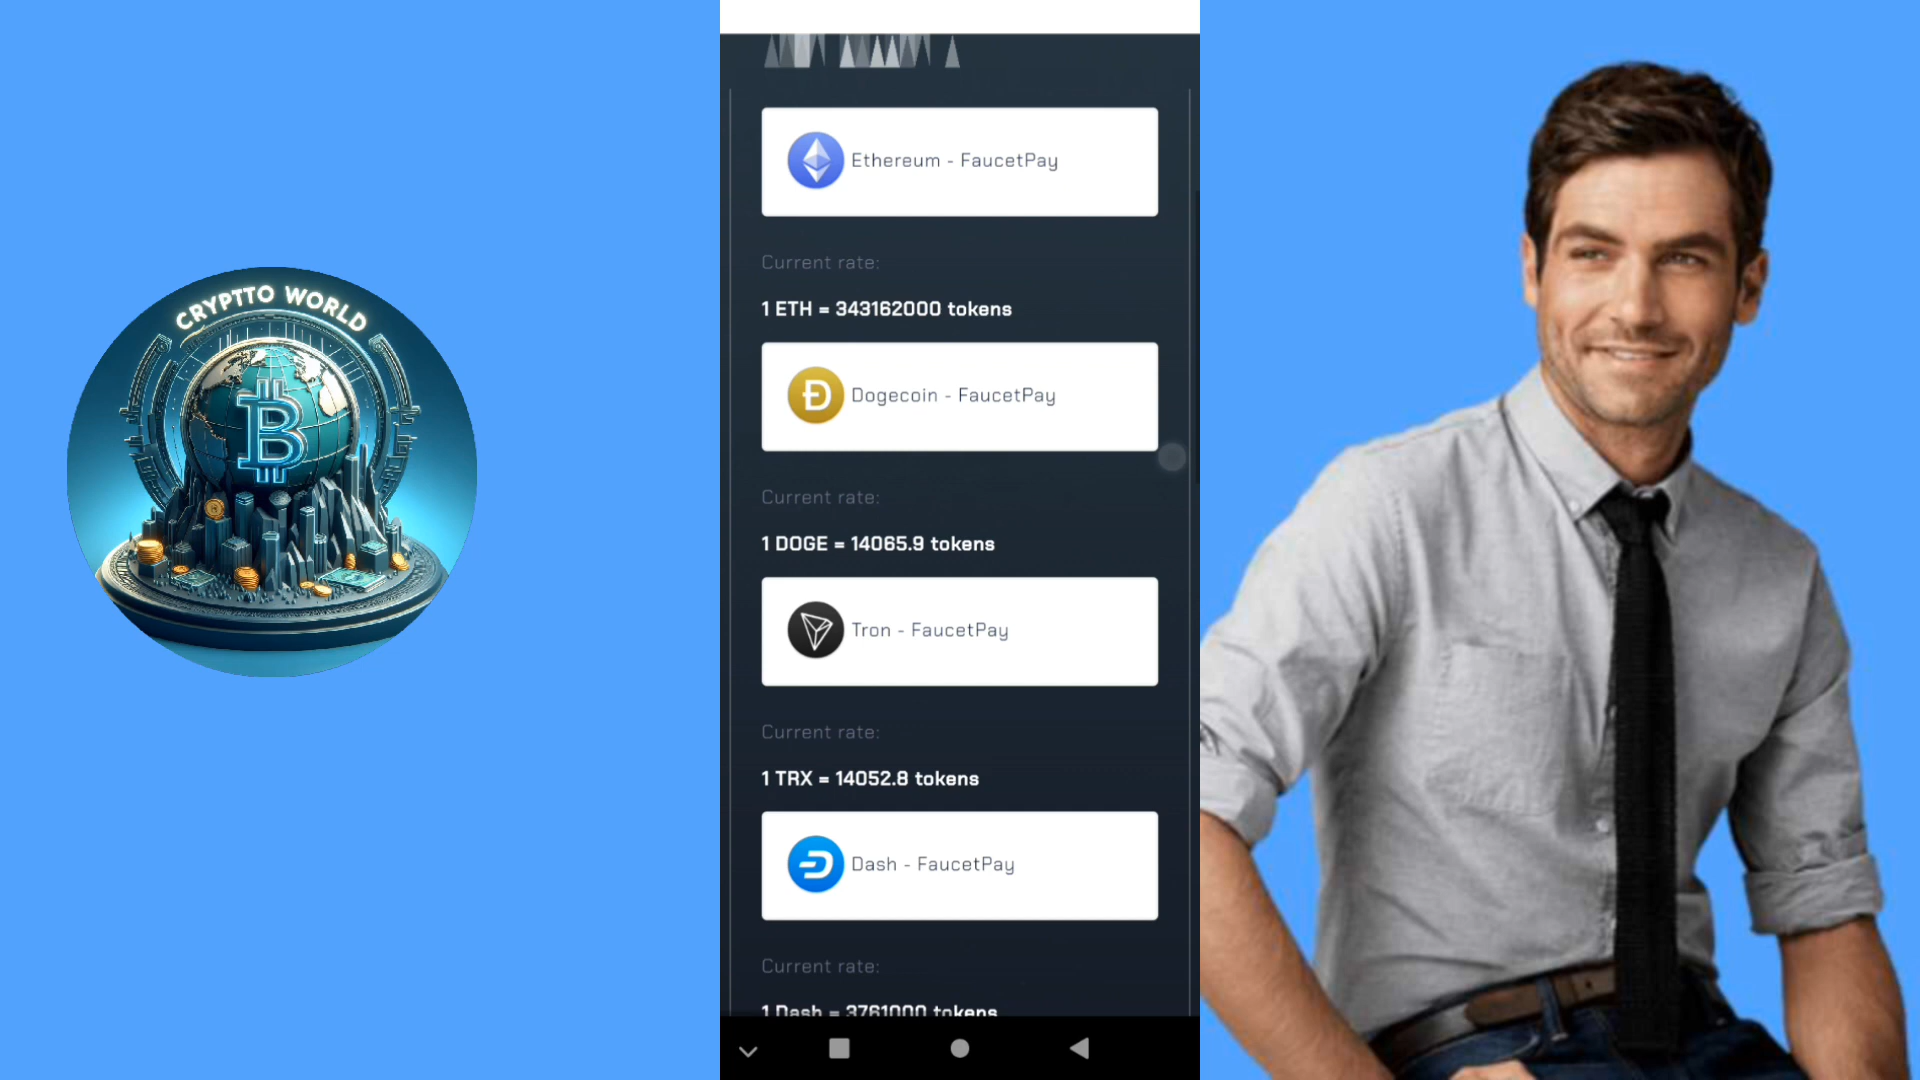 CRYPTTO WORLD
Ethereum - FaucetPay
Current rate:
1 ETH = 343162000 tokens
Dogecoin - FaucetPay
Current rate:
1 DOGE = 14065.9 tokens
Tron - FaucetPay
Current rate:
1 TRX = 14052.8 tokens
Dash - FaucetPay
Current rate:
1 Dash = 3761000 tokens